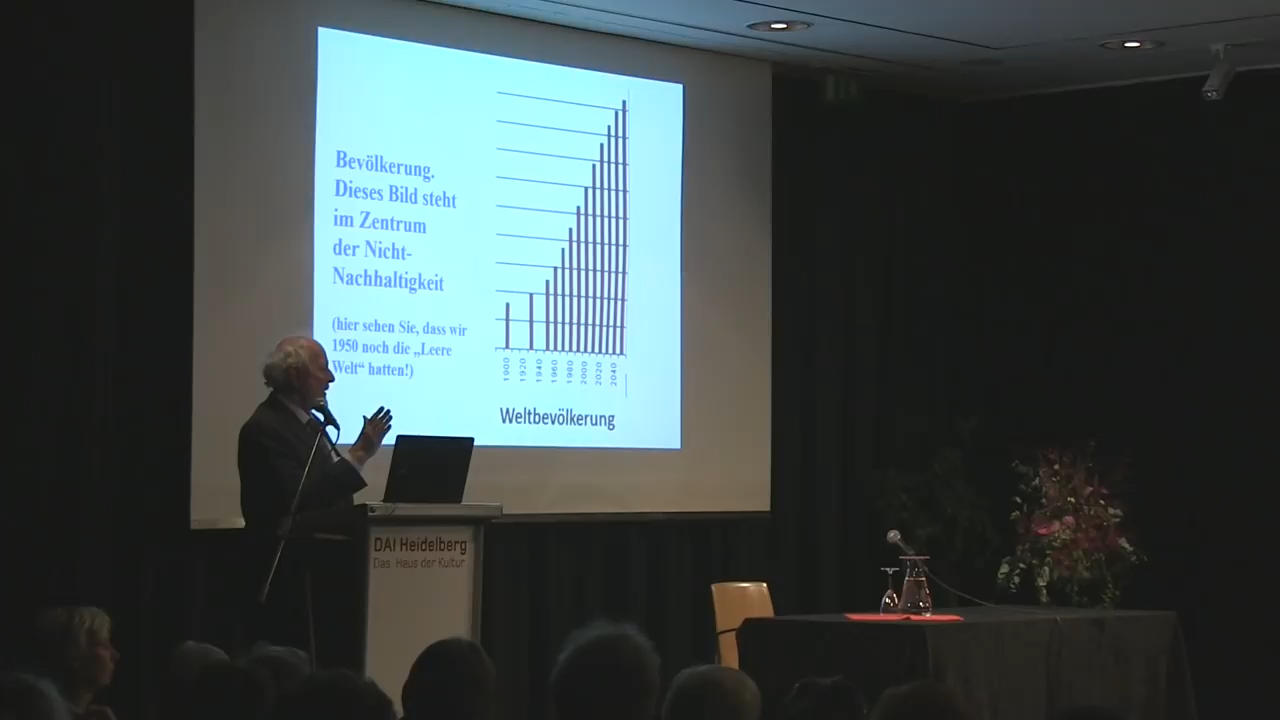 Bevölkerung.
Dieses Bild steht
im Zentrum
der Nicht-
Nachhaltigkeit
(hier sehen Sie, dass wir
1950 noch die „Leere
Welt“ hatten!)
1900 1920 1940 1960 1980 2000 2020 2040
Weltbevölkerung
DAI Heidelberg
Das Haus der Kultur